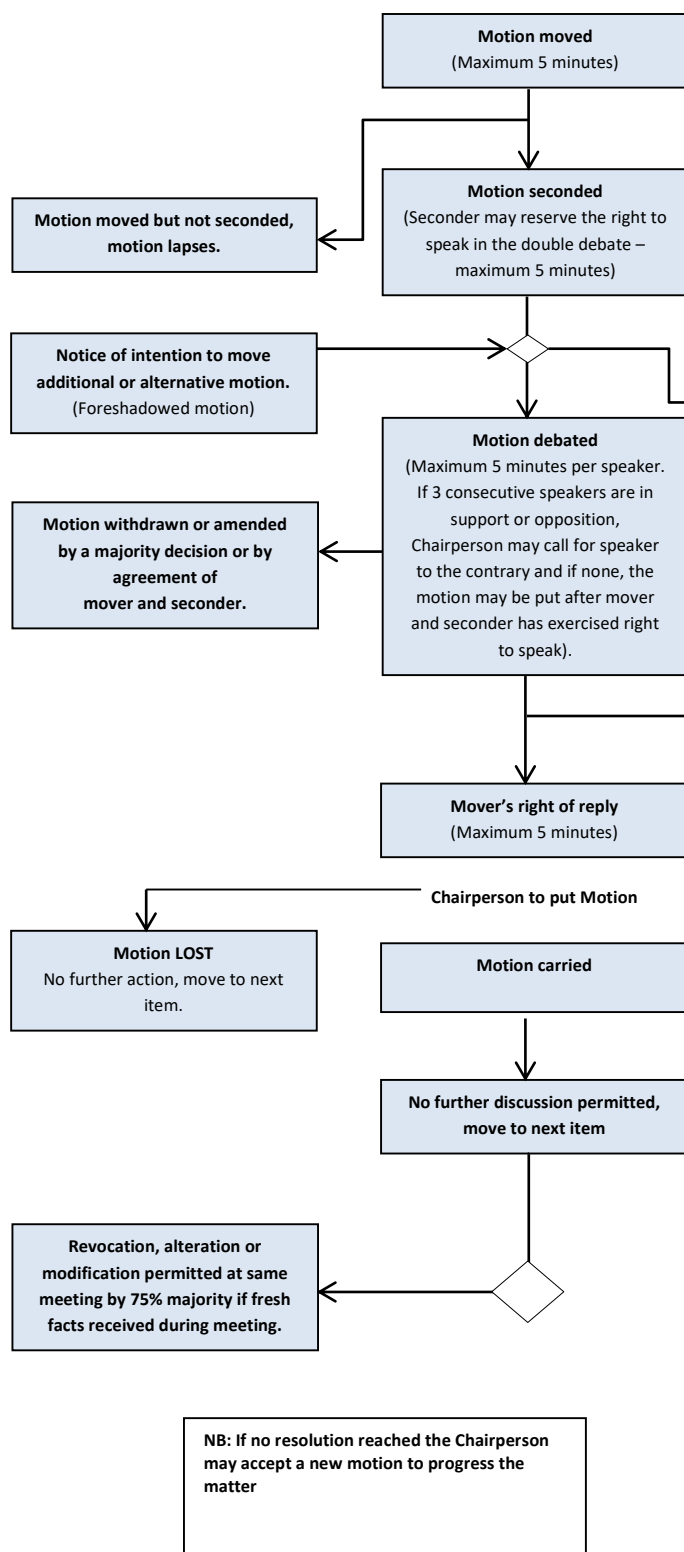 Motion moved
(Maximum 5 minutes)
Motion seconded
(Seconder may reserve the right to
speak in the double debate –
maximum 5 minutes)
Motion moved but not seconded,
motion lapses.
Notice of intention to move
additional or alternative motion.
(Foreshadowed motion)
Motion debated
(Maximum 5 minutes per speaker.
If 3 consecutive speakers are in
support or opposition,
Chairperson may call for speaker
to the contrary and if none, the
motion may be put after mover
and seconder has exercised right
to speak).
Motion withdrawn or amended
by a majority decision or by
agreement of
mover and seconder.
Mover’s right of reply
(Maximum 5 minutes)
Chairperson to put Motion
Motion LOST
No further action, move to next
item.
Motion carried
No further discussion permitted,
move to next item
Revocation, alteration or
modification permitted at same
meeting by 75% majority if fresh
facts received during meeting.
NB: If no resolution reached the Chairperson
may accept a new motion to progress the
matter